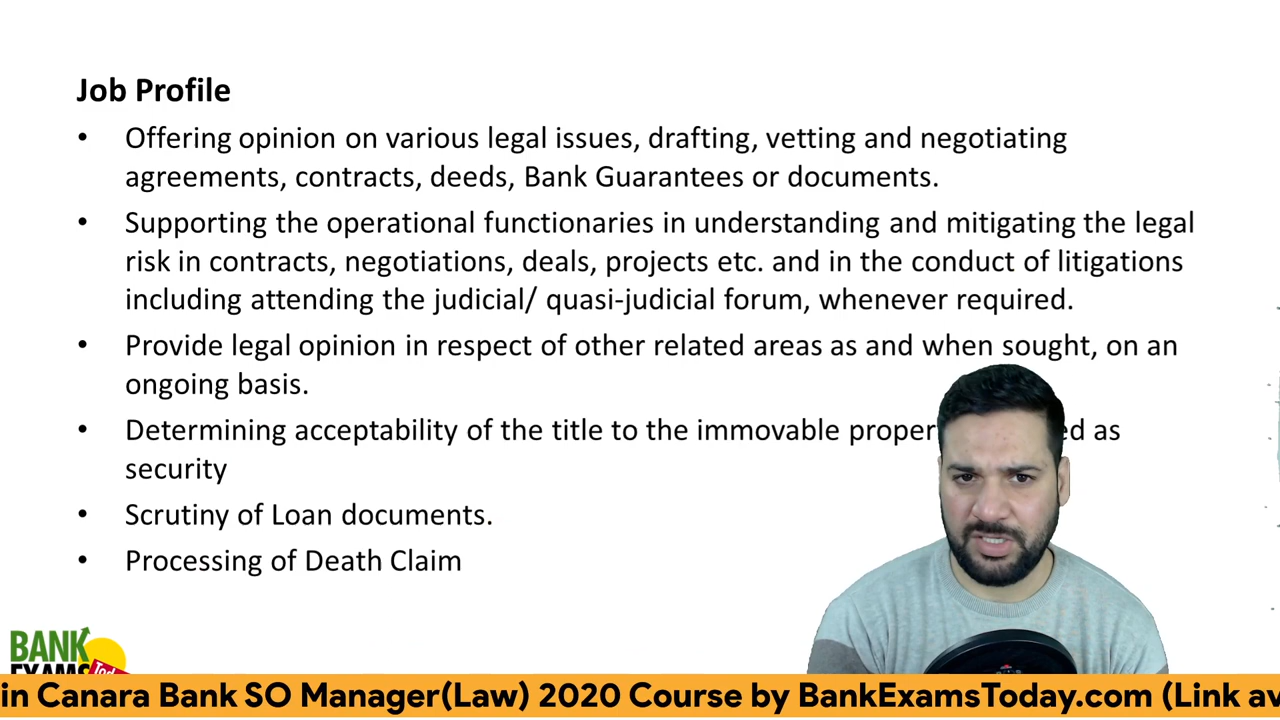 Job Profile
• Offering opinion on various legal issues, drafting, vetting and negotiating
agreements, contracts, deeds, Bank Guarantees or documents.
• Supporting the operational functionaries in understanding and mitigating the legal
risk in contracts, negotiations, deals, projects etc. and in the conduct of litigations
including attending the judicial/ quasi-judicial forum, whenever required.
• Provide legal opinion in respect of other related areas as and when sought, on an
ongoing basis.
• Determining acceptability of the title to the immovable as
security
• Scrutiny of Loan documents.
• Processing of Death Claim
BANK
EXAMS Today
in Canara Bank SO Manager(Law) 2020 Course by BankExamsToday.com (Link